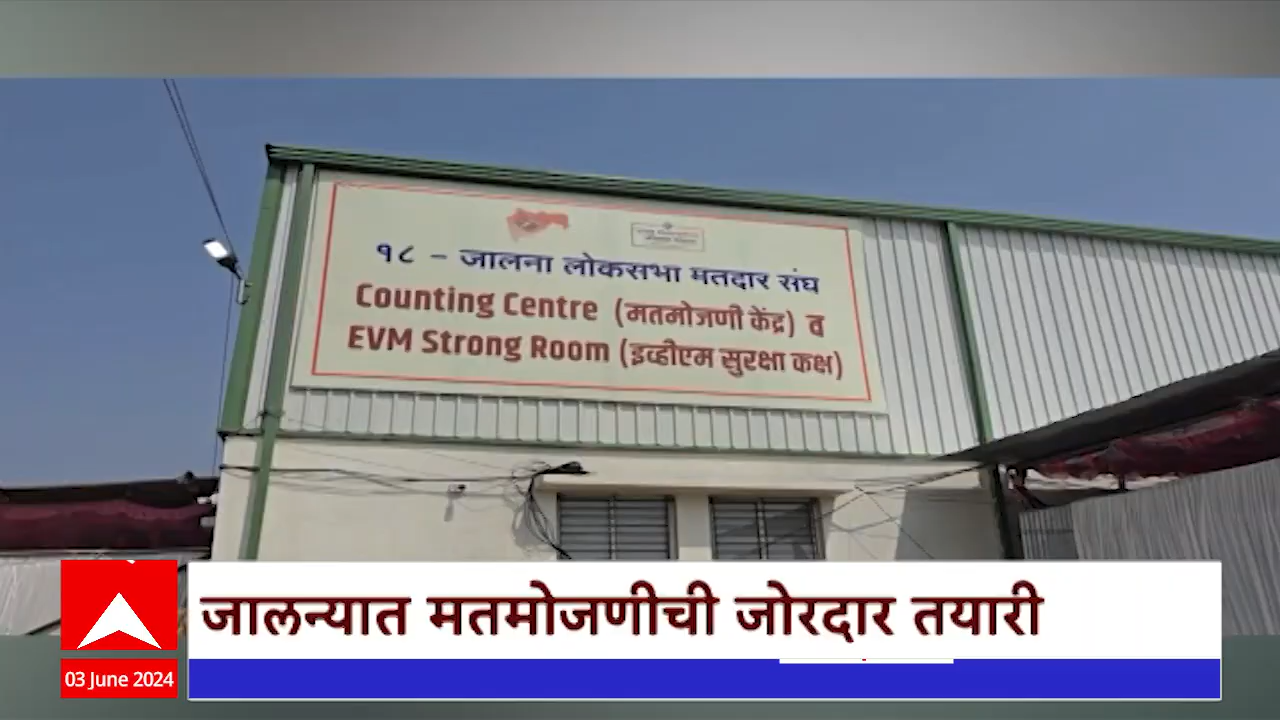 १८ – जालना लोकसभा मतदार संघ
Counting Centre (मतमोजणी केंद्र) व
EVM Strong Room (इव्हीएम सुरक्षा कक्ष)
जालन्यात मतमोजणीची जोरदार तयारी
03 June 2024